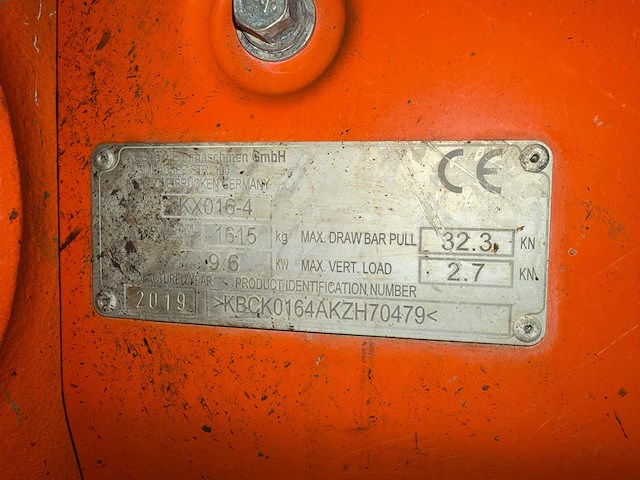 GmbH
CE
GERMANY
KX016-4
1615 kg MAX. DRAW BAR PULL 32.3 KN
9.6 KW MAX. VERT. LOAD 2.7 KN
YEAR PRODUCT IDENTIFICATION NUMBER
2019 >KBCK0164AKZH70479<